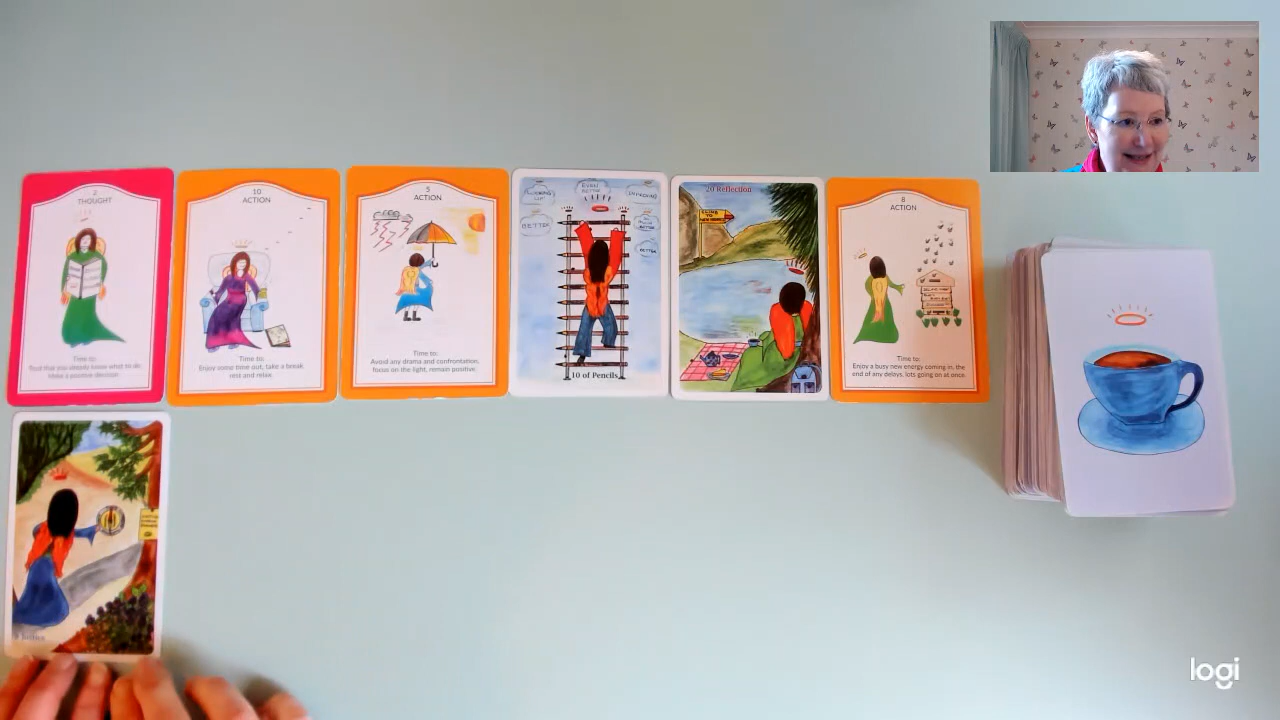 2
THOUGHT
Time to:
Trust that you already know what to do.
Make a positive decision.
10
ACTION
Time to:
Enjoy some time out, take a break
rest and relax.
5
ACTION
Time to:
Avoid any drama and confrontation,
focus on the light, remain positive.
LOOKING
UP!
EVEN
BETTER
IMPROVING
BETTER
BETTER
10 of Pencils
20 Reflection
8
ACTION
Time to:
Enjoy a busy new energy coming in, the
end of any delays, lots going on at once.
logi